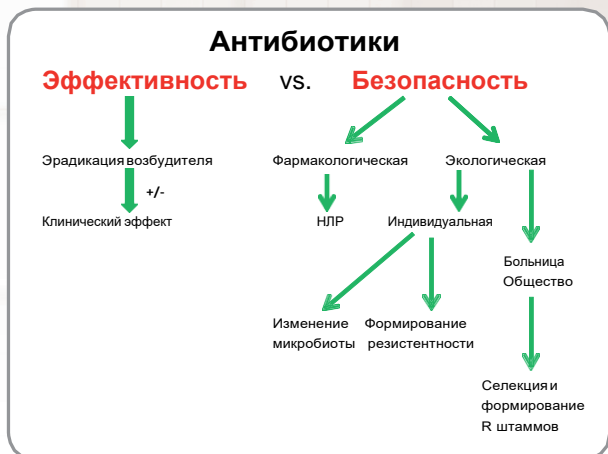 Антибиотики
Эффективность vs. Безопасность
Эрадикация возбудителя
Фармакологическая
Экологическая
+/-
Клинический эффект
НЛР
Индивидуальная
Больница
Общество
Изменение
микробиоты
Формирование
резистентности
Селекция и
формирование
R штаммов